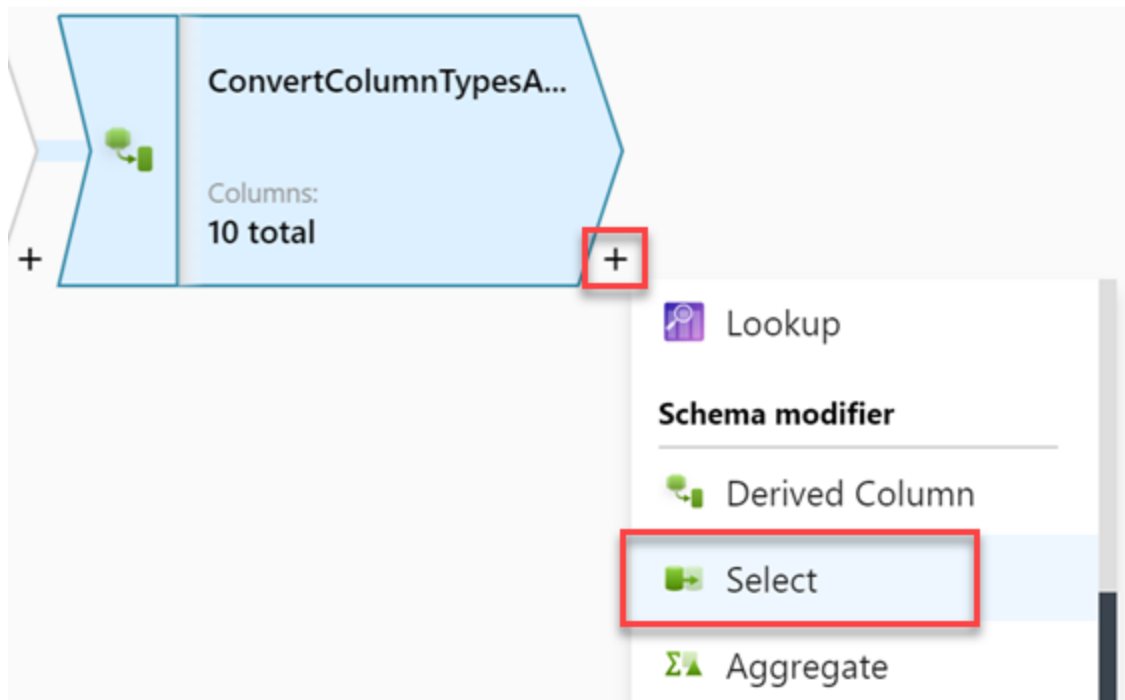 ConvertColumnTypesA...
Columns:
10 total
+
+
Lookup
Schema modifier
Derived Column
Select
Aggregate